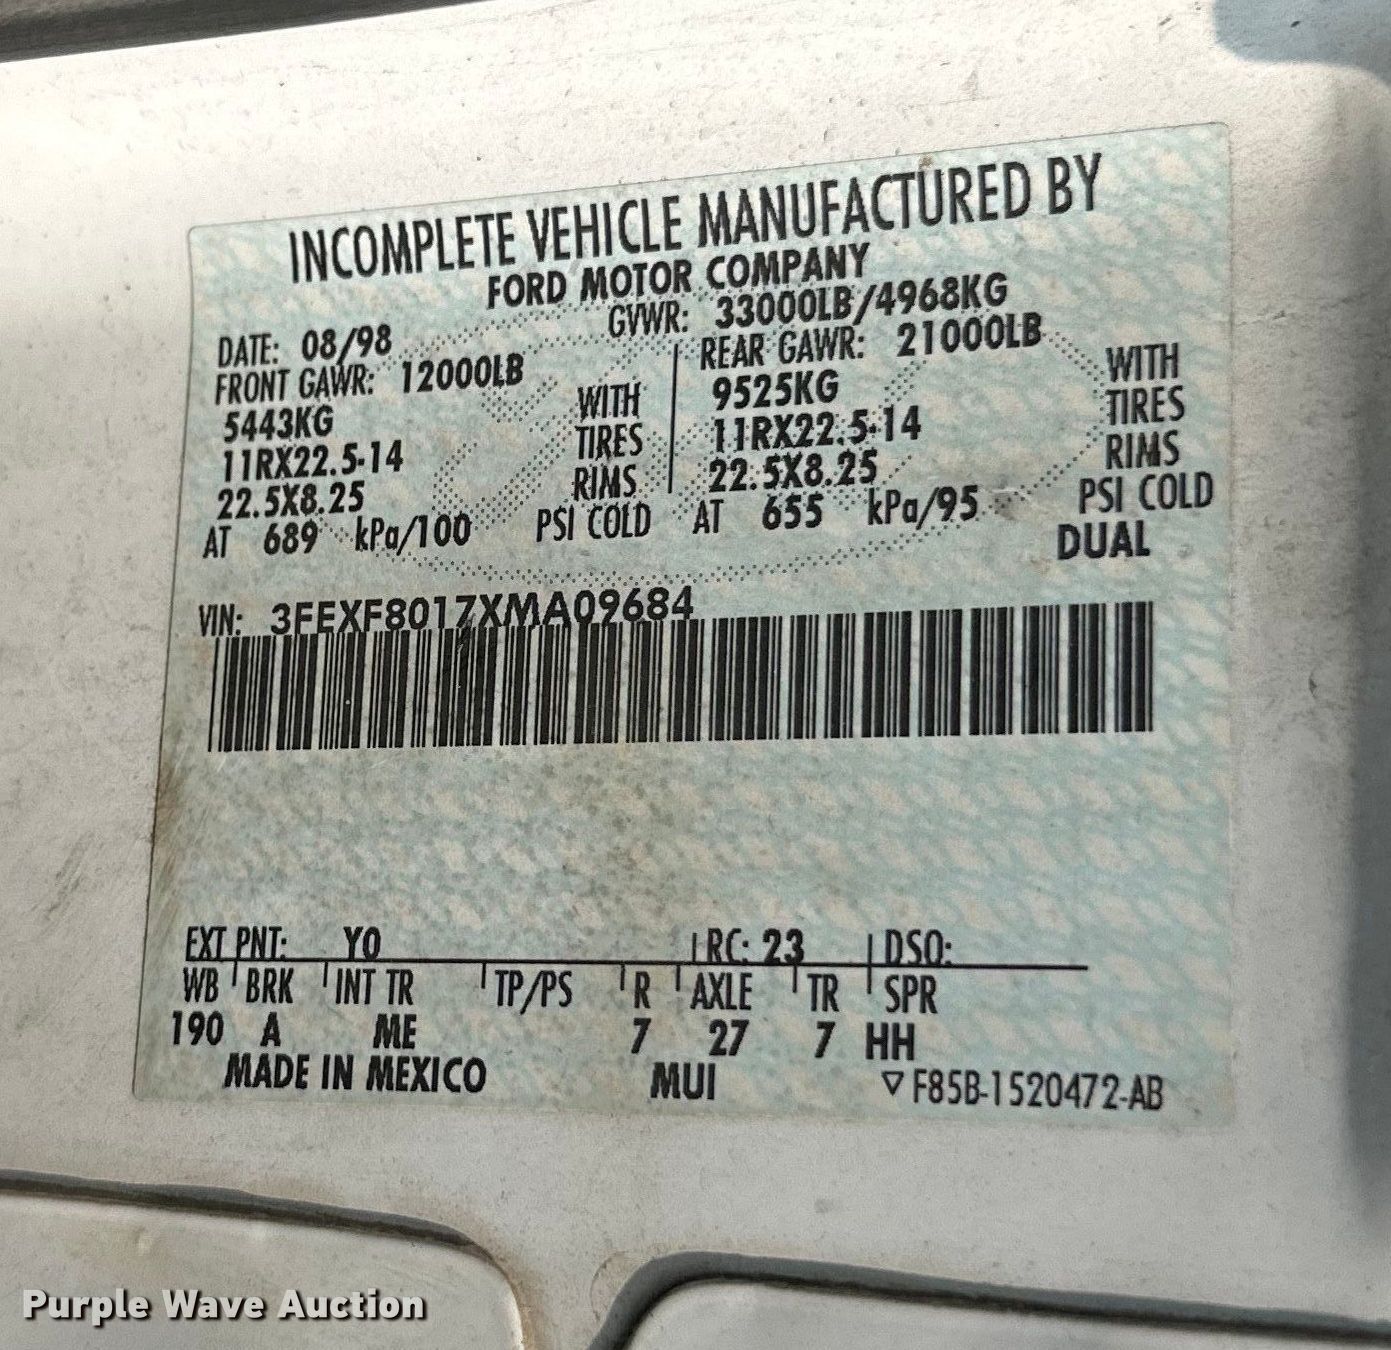 INCOMPLETE VEHICLE MANUFACTURED BY
FORD MOTOR COMPANY
DATE: 08/98 GVWR: 33000LB/4968KG
FRONT GAWR: 12000LB REAR GAWR: 21000LB
5443KG WITH 9525KG WITH
11RX22.5-14 TIRES 11RX22.5-14 TIRES
22.5X8.25 RIMS 22.5X8.25 RIMS
AT 689 kPa/100 PSI COLD AT 655 kPa/95 PSI COLD
DUAL
VIN: 3FEXF8017XMA09684
EXT PNT: YO RC: 23 DSO:
WB BRK INT TR TP/PS R AXLE TR SPR
190 A ME 7 27 7 HH
MADE IN MEXICO MUI ▽ F85B-1520472-AB
Purple Wave Auction